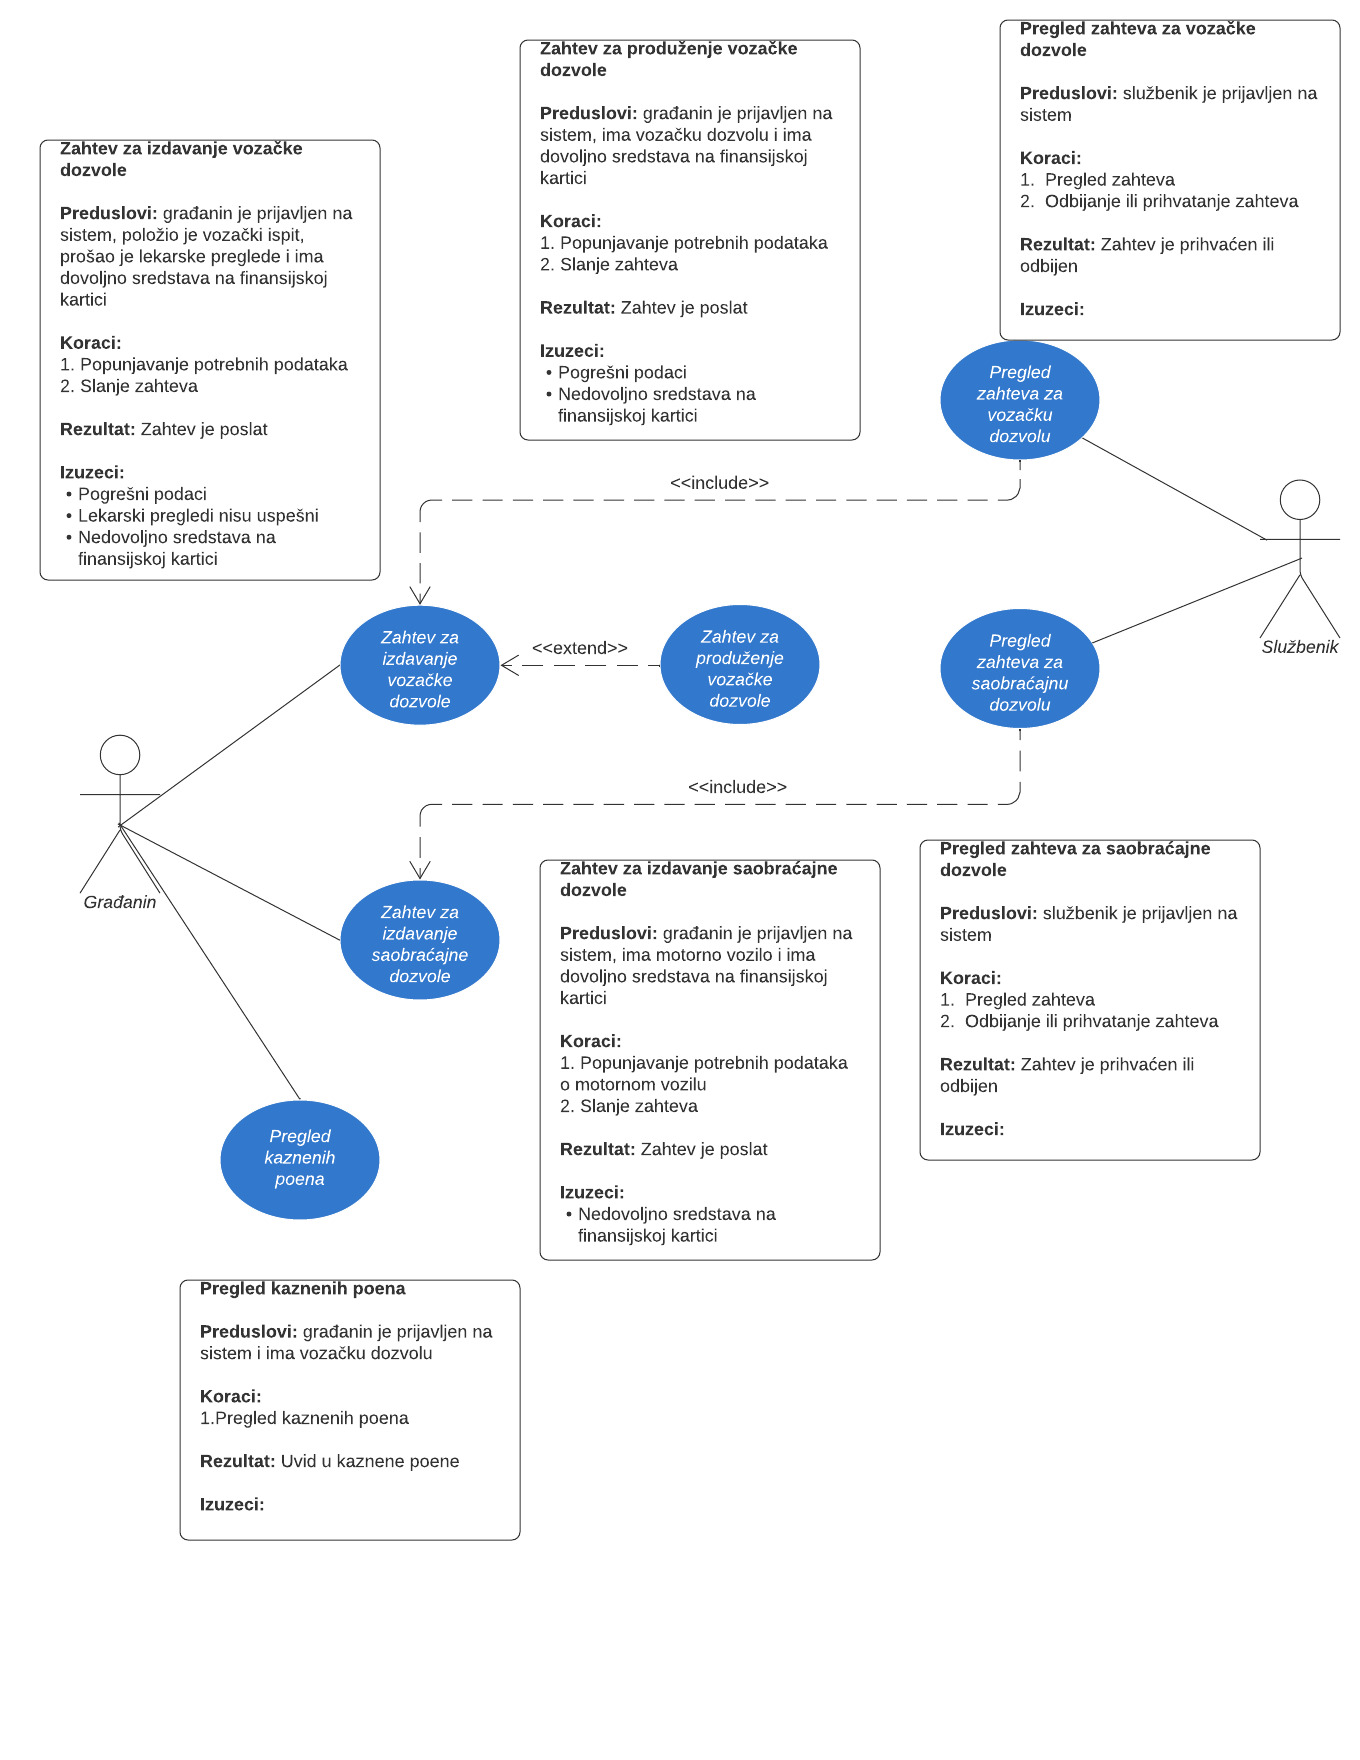 Zahtev za izdavanje vozačke
dozvole
Preduslovi: građanin je prijavljen na
sistem, položio je vozački ispit,
prošao je lekarske preglede i ima
dovoljno sredstava na finansijskoj
kartici
Koraci:
1. Popunjavanje potrebnih podataka
2. Slanje zahteva
Rezultat: Zahtev je poslat
Izuzeci:
• Pogrešni podaci
• Lekarski pregledi nisu uspešni
• Nedovoljno sredstava na
finansijskoj kartici
Zahtev za produženje vozačke
dozvole
Preduslovi: građanin je prijavljen na
sistem, ima vozačku dozvolu i ima
dovoljno sredstava na finansijskoj
kartici
Koraci:
1. Popunjavanje potrebnih podataka
2. Slanje zahteva
Rezultat: Zahtev je poslat
Izuzeci:
• Pogrešni podaci
• Nedovoljno sredstava na
finansijskoj kartici
Pregled zahteva za vozačke
dozvole
Preduslovi: službenik je prijavljen na
sistem
Koraci:
1. Pregled zahteva
2. Odbijanje ili prihvatanje zahteva
Rezultat: Zahtev je prihvaćen ili
odbijen
Izuzeci:
Pregled
zahteva za
vozačku
dozvolu
<<include>>
Službenik
Zahtev za
izdavanje
vozačke
dozvole
<<extend>>
Zahtev za
produženje
vozačke
dozvole
Pregled
zahteva za
saobraćajnu
dozvolu
<<include>>
Građanin
Zahtev za
izdavanje
saobraćajne
dozvole
Zahtev za izdavanje saobraćajne
dozvole
Preduslovi: građanin je prijavljen na
sistem, ima motorno vozilo i ima
dovoljno sredstava na finansijskoj
kartici
Koraci:
1. Popunjavanje potrebnih podataka
o motornom vozilu
2. Slanje zahteva
Rezultat: Zahtev je poslat
Izuzeci:
• Nedovoljno sredstava na
finansijskoj kartici
Pregled zahteva za saobraćajne
dozvole
Preduslovi: službenik je prijavljen na
sistem
Koraci:
1. Pregled zahteva
2. Odbijanje ili prihvatanje zahteva
Rezultat: Zahtev je prihvaćen ili
odbijen
Izuzeci:
Pregled
kaznenih
poena
Pregled kaznenih poena
Preduslovi: građanin je prijavljen na
sistem i ima vozačku dozvolu
Koraci:
1.Pregled kaznenih poena
Rezultat: Uvid u kaznene poene
Izuzeci: